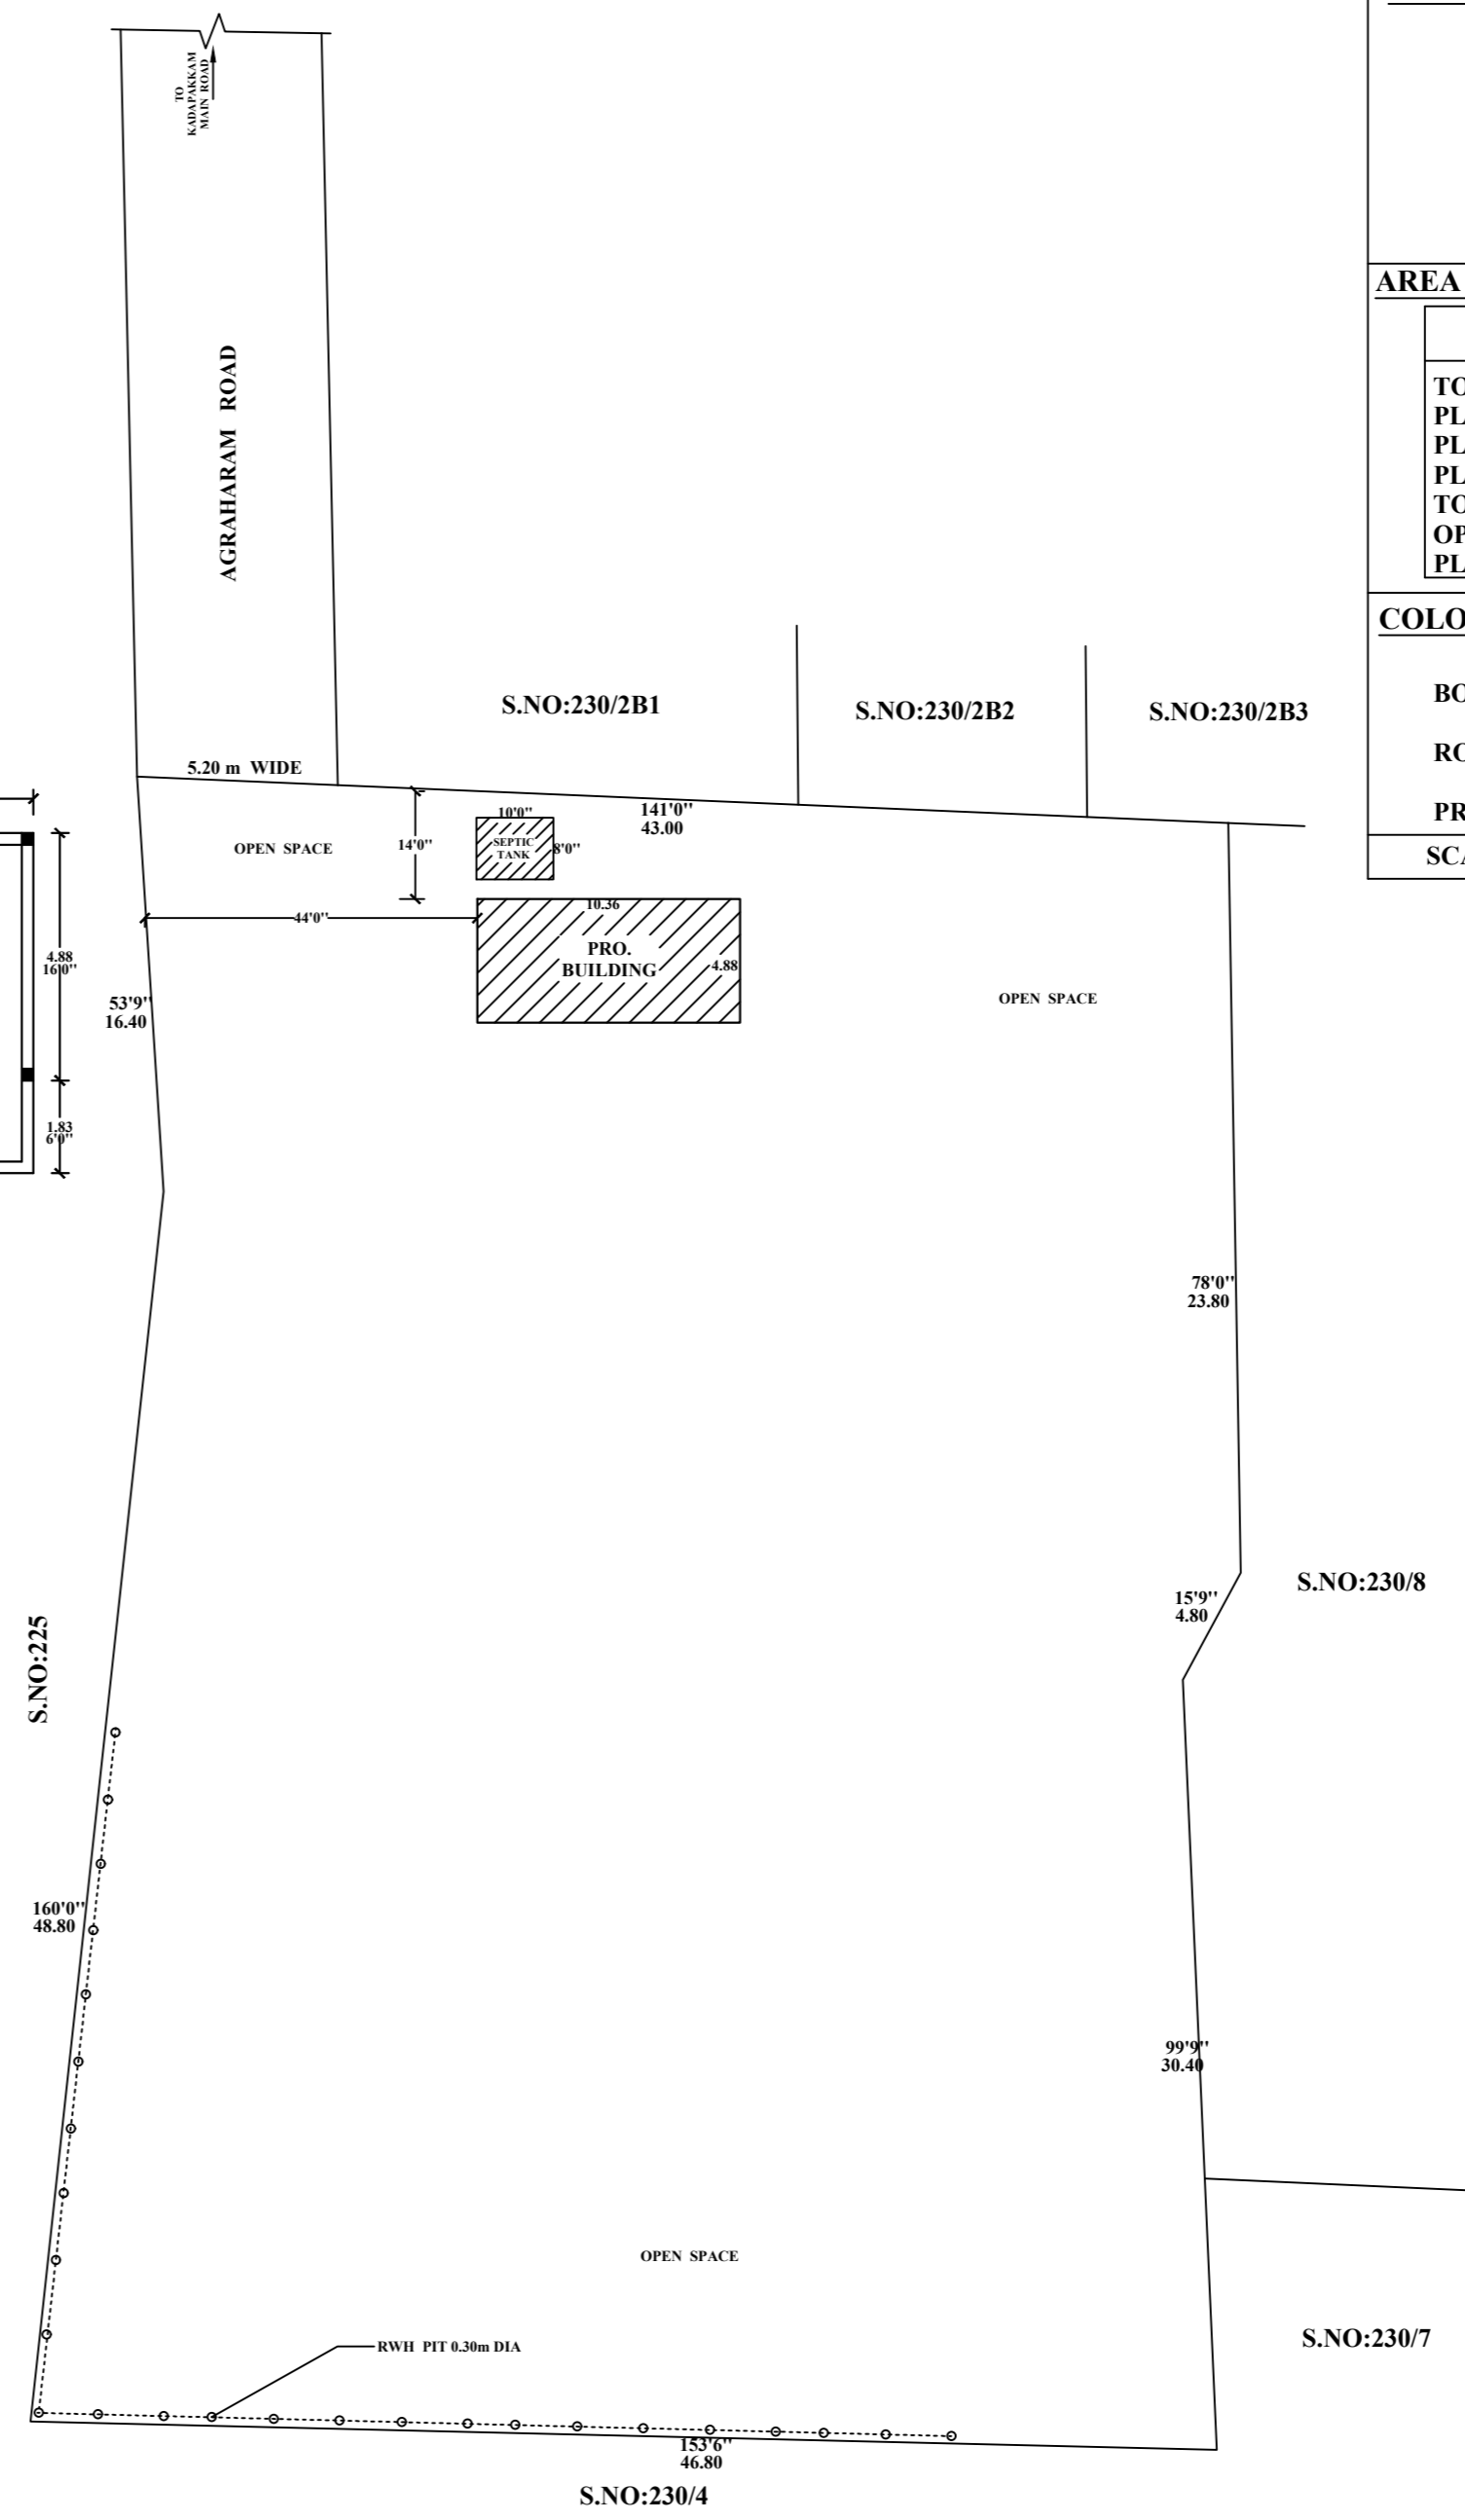 TO
KADAPAKKAM
MAIN ROAD
AGRAHARAM ROAD
AREA
TO
PL
PL
PL
TO
OP
PL
COLO
BO
RO
PR
SCA
S.NO:230/2B1
S.NO:230/2B2
S.NO:230/2B3
5.20 m WIDE
141'0"
43.00
10'0"
SEPTIC
TANK
8'0"
14'0"
OPEN SPACE
44'0"
10.36
PRO.
BUILDING
4.88
OPEN SPACE
4.88
16'0"
53'9"
16.40
1.83
6'0"
78'0"
23.80
S.NO:230/8
15'9"
4.80
S.NO:225
160'0"
48.80
99'9"
30.40
OPEN SPACE
S.NO:230/7
RWH PIT 0.30m DIA
153'6"
46.80
S.NO:230/4